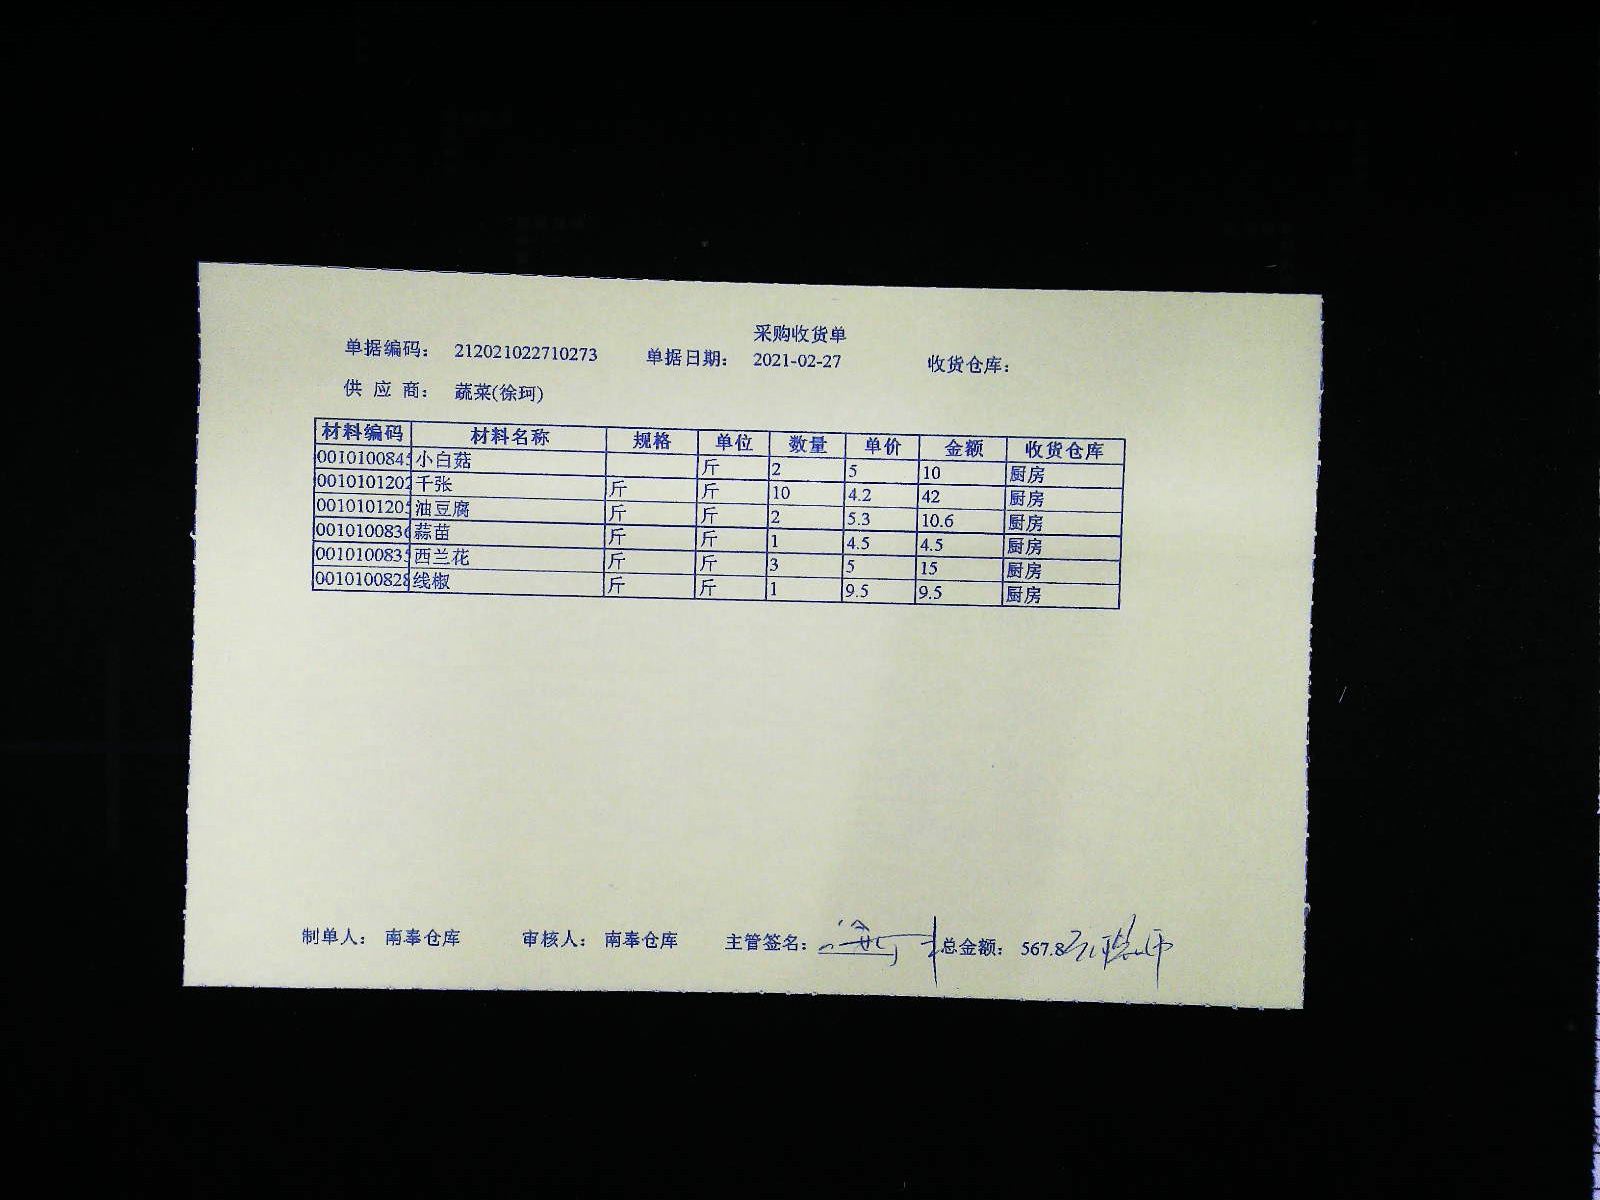 采购收货单
单据编码： 212021022710273 单据日期： 2021-02-27 收货仓库：
供 应 商： 蔬菜(徐珂)
材料编码 材料名称 规格 单位 数量 单价 金额 收货仓库
001010084 小白菇 斤 2 5 10 厨房
0010101202 千张 斤 斤 10 4.2 42 厨房
001010120 油豆腐 斤 斤 2 5.3 10.6 厨房
001010083 蒜苗 斤 斤 1 4.5 4.5 厨房
001010083 西兰花 斤 斤 3 5 15 厨房
001010082 线椒 斤 斤 1 9.5 9.5 厨房
制单人： 南奉仓库 审核人： 南奉仓库 主管签名： 总金额： 567.8